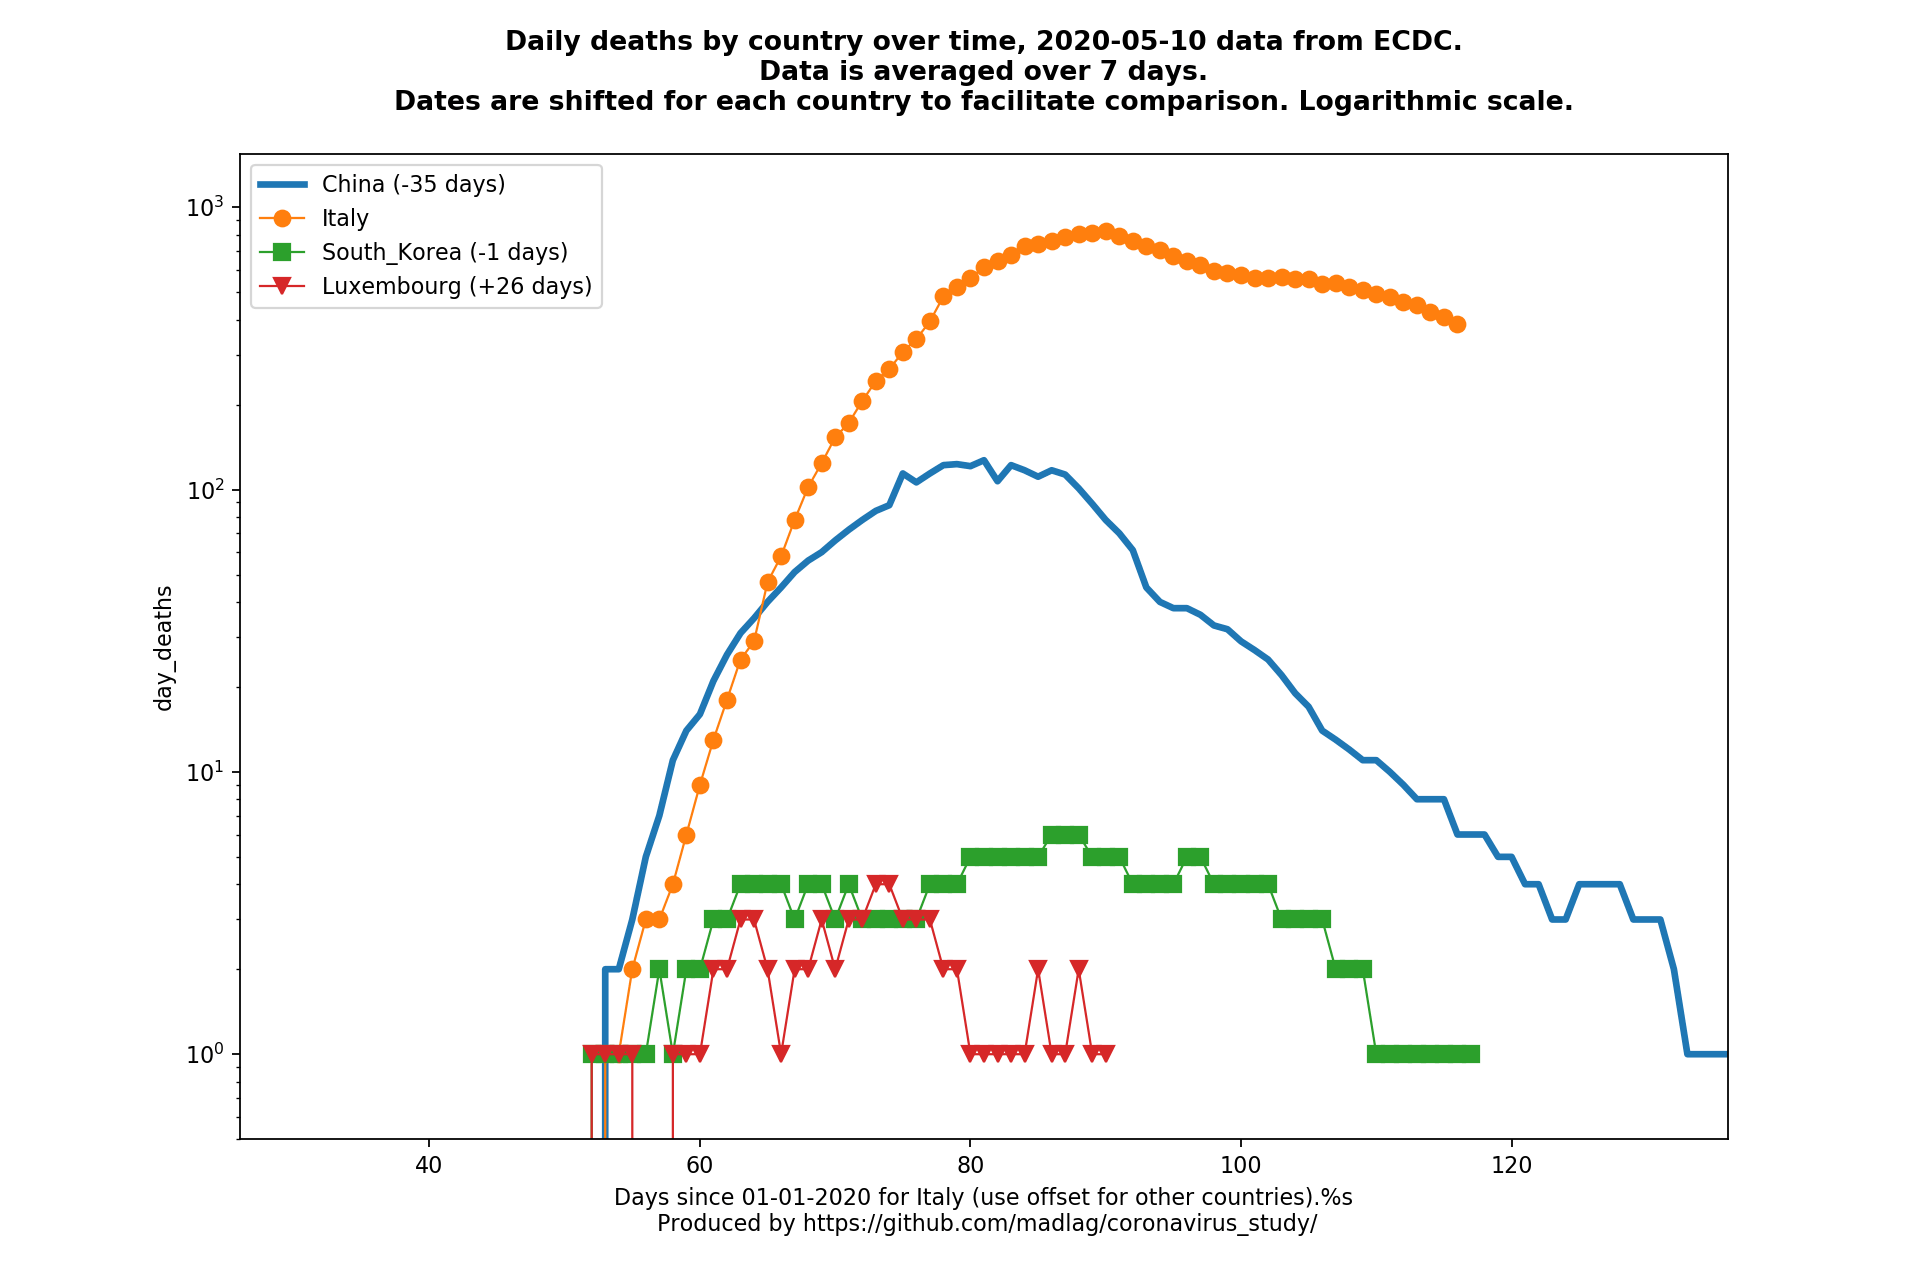 Daily deaths by country over time, 2020-05-10 data from ECDC.
Data is averaged over 7 days.
Dates are shifted for each country to facilitate comparison. Logarithmic scale.
China (-35 days)
Italy
South_Korea (-1 days)
Luxembourg (+26 days)
10³
10²
10¹
10⁰
day_deaths
40 60 80 100 120
Days since 01-01-2020 for Italy (use offset for other countries).%s
Produced by https://github.com/madlag/coronavirus_study/